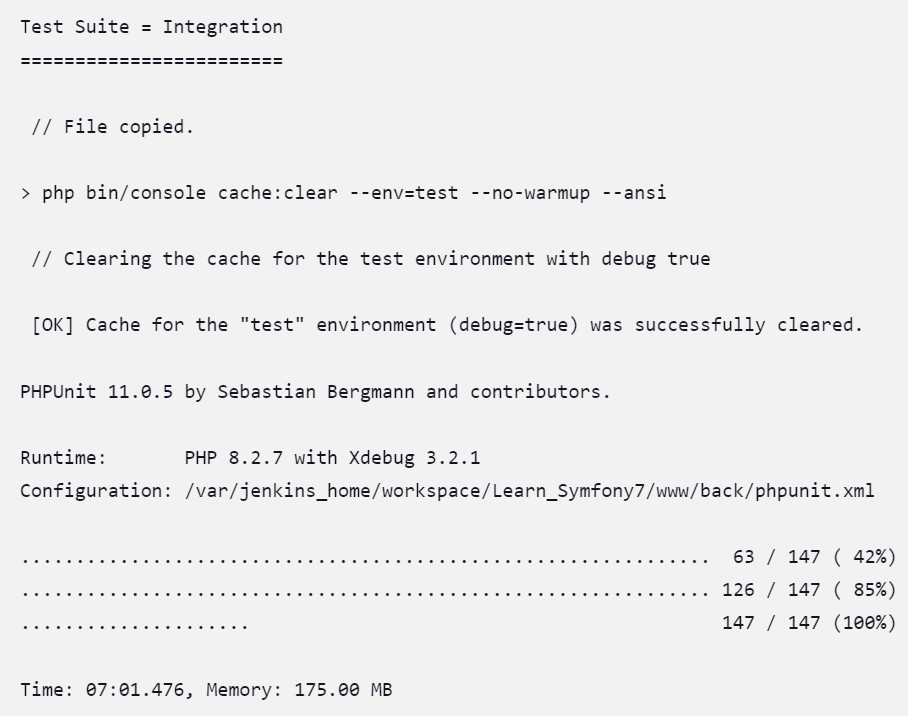 Test Suite = Integration
========================
// File copied.
> php bin/console cache:clear --env=test --no-warmup --ansi
// Clearing the cache for the test environment with debug true
[OK] Cache for the "test" environment (debug=true) was successfully cleared.
PHPUnit 11.0.5 by Sebastian Bergmann and contributors.
Runtime:       PHP 8.2.7 with Xdebug 3.2.1
Configuration: /var/jenkins_home/workspace/Learn_Symfony7/www/back/phpunit.xml
...............................................................  63 / 147 ( 42%)
............................................................... 126 / 147 ( 85%)
.....................                                           147 / 147 (100%)
Time: 07:01.476, Memory: 175.00 MB